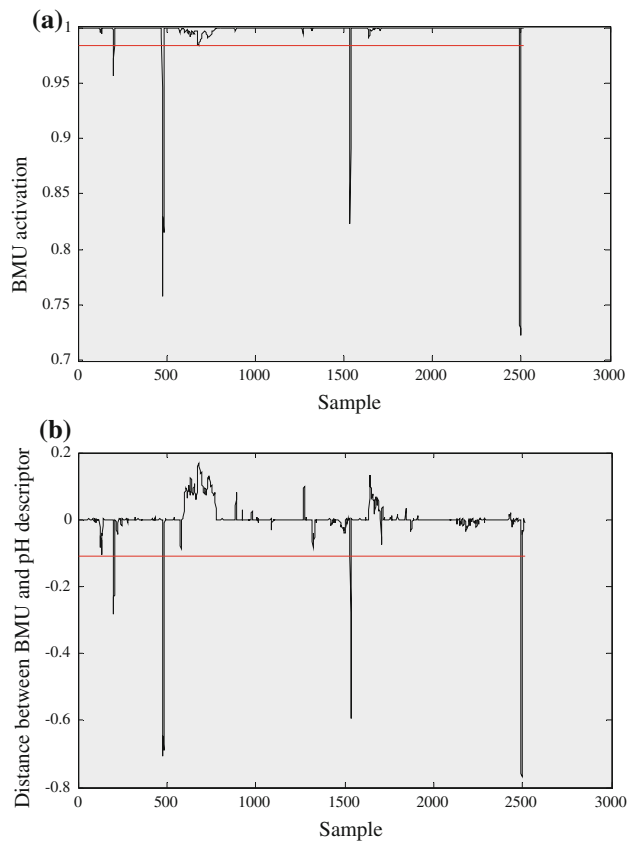 (a)
1
0.95
0.9
0.85
0.8
0.75
0.7
BMU activation
0 500 1000 1500 2000 2500 3000
Sample
(b)
0.2
0
-0.2
-0.4
-0.6
-0.8
Distance between BMU and pH descriptor
0 500 1000 1500 2000 2500 3000
Sample